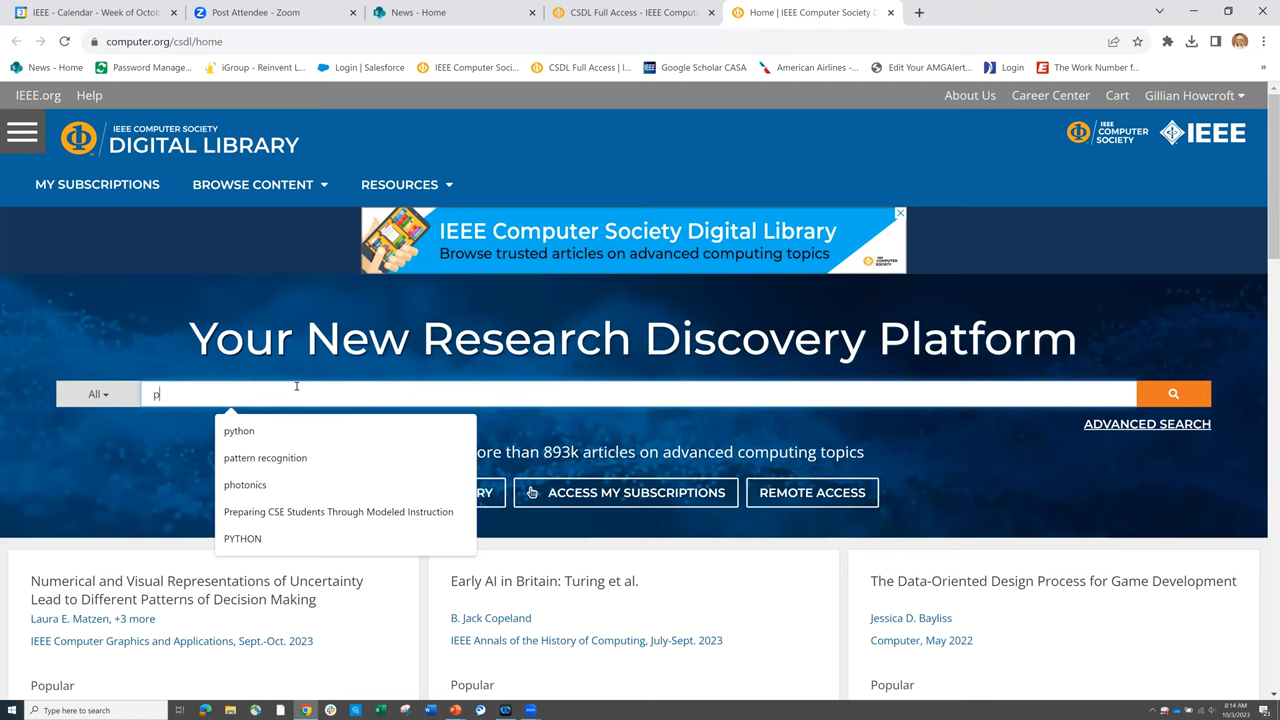 IEEE - Calendar - Week of Octob
Post Attendee - Zoom
News - Home
CSDL Full Access - IEEE Comput
Home | IEEE Computer Society D
computer.org/csdl/home
News - Home
Password Manage...
iGroup - Reinvent L...
Login | Salesforce
IEEE Computer Soci...
CSDL Full Access | I...
Google Scholar CASA
American Airlines -...
Edit Your AMGAlert...
Login
The Work Number f...
IEEE.org
Help
About Us
Career Center
Cart
Gillian Howcroft
IEEE COMPUTER SOCIETY
DIGITAL LIBRARY
IEEE
COMPUTER
SOCIETY
IEEE
MY SUBSCRIPTIONS
BROWSE CONTENT
RESOURCES
IEEE Computer Society Digital Library
Browse trusted articles on advanced computing topics
IEEE
COMPUTER
SOCIETY
Your New Research Discovery Platform
All
p
ADVANCED SEARCH
python
pattern recognition
photonics
Preparing CSE Students Through Modeled Instruction
PYTHON
ore than 893k articles on advanced computing topics
RY
ACCESS MY SUBSCRIPTIONS
REMOTE ACCESS
Numerical and Visual Representations of Uncertainty
Lead to Different Patterns of Decision Making
Laura E. Matzen, +3 more
IEEE Computer Graphics and Applications, Sept.-Oct. 2023
Popular
Early AI in Britain: Turing et al.
B. Jack Copeland
IEEE Annals of the History of Computing, July-Sept. 2023
Popular
The Data-Oriented Design Process for Game Development
Jessica D. Bayliss
Computer, May 2022
Popular
Type here to search
8:14 AM
10/3/2023